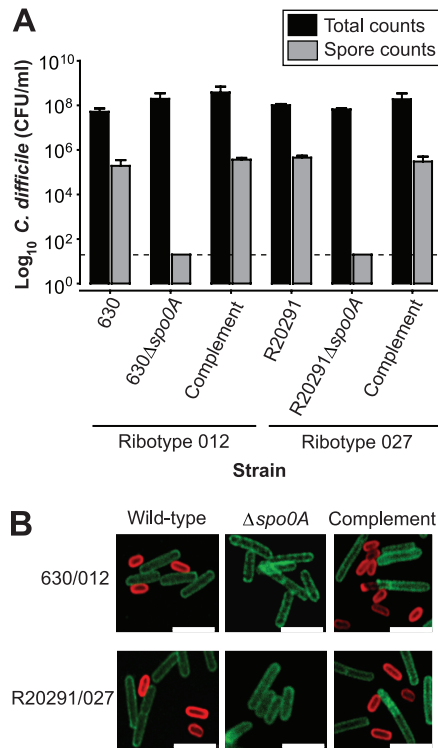 A
Total counts
Spore counts
Log10 C. difficile (CFU/ml)
10^10
10^8
10^6
10^4
10^2
10^0
630
630Δspo0A
Complement
R20291
R20291Δspo0A
Complement
Ribotype 012
Ribotype 027
Strain
B
Wild-type
Δspo0A
Complement
630/012
R20291/027